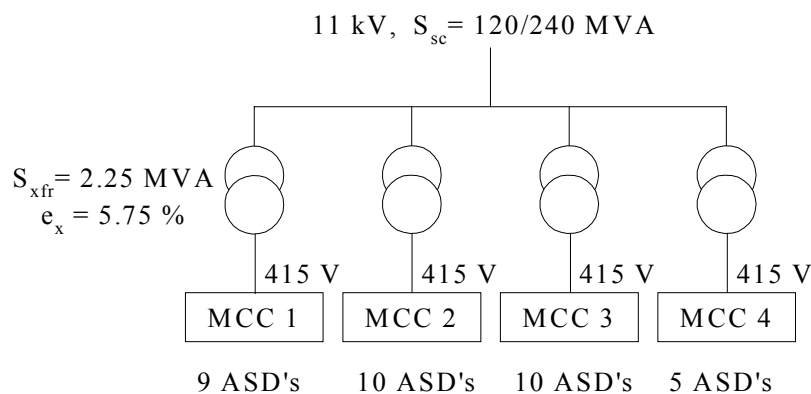 11 kV, S_sc= 120/240 MVA
S_xfr= 2.25 MVA
e_x = 5.75 %
415 V 415 V 415 V 415 V
MCC 1 MCC 2 MCC 3 MCC 4
9 ASD's 10 ASD's 10 ASD's 5 ASD's